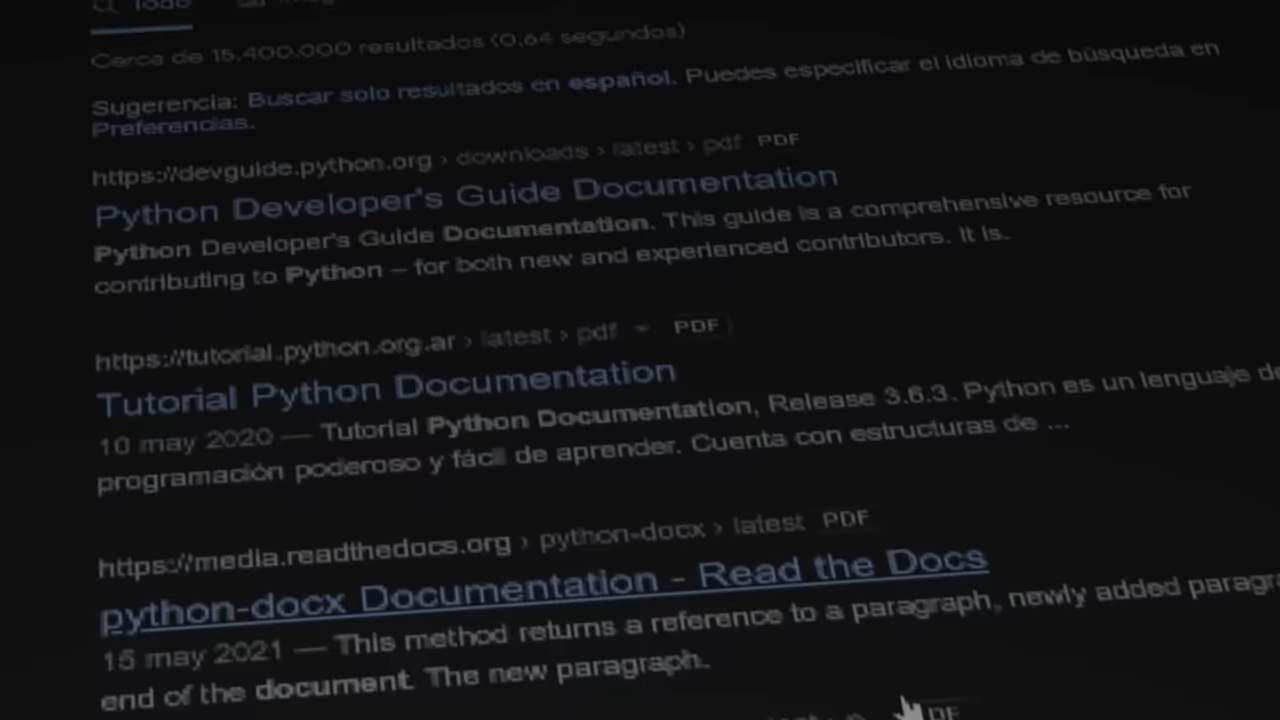 Todo
Cerca de 15.400.000 resultados (0,64 segundos)
Sugerencia: Buscar solo resultados en español. Puedes especificar el idioma de búsqueda en
Preferencias.
https://devguide.python.org › downloads › latest › pdf PDF
Python Developer's Guide Documentation
Python Developer's Guide Documentation. This guide is a comprehensive resource for
contributing to Python – for both new and experienced contributors. It is.
https://tutorial.python.org.ar › latest › pdf PDF
Tutorial Python Documentation
10 may 2020 — Tutorial Python Documentation, Release 3.6.3. Python es un lenguaje de
programación poderoso y fácil de aprender. Cuenta con estructuras de ...
https://media.readthedocs.org › python-docx › latest PDF
python-docx Documentation - Read the Docs
15 may 2021 — This method returns a reference to a paragraph, newly added paragr
end of the document. The new paragraph.